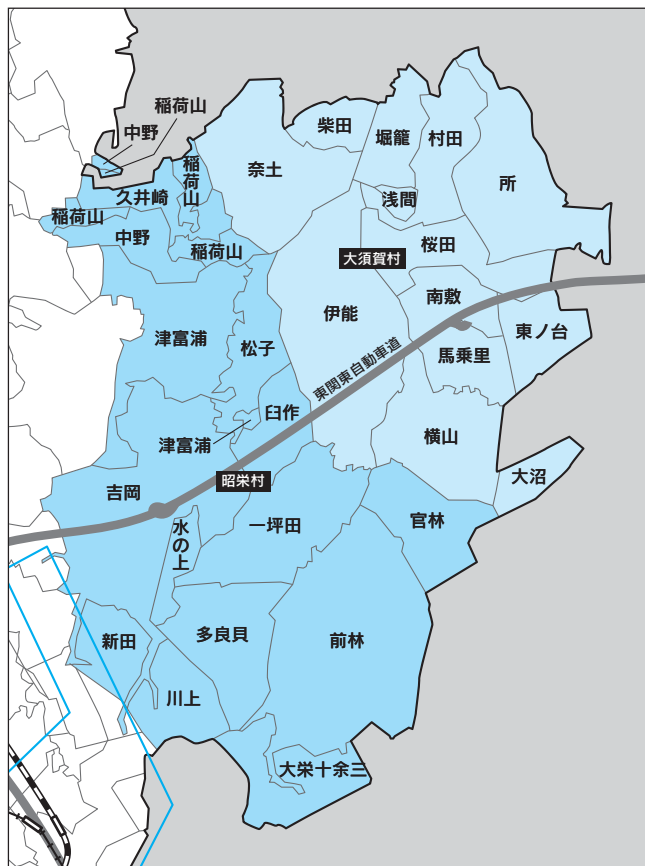 稲荷山
中野
柴田
堀籠
村田
奈土
稲荷山
所
久井崎
浅間
稲荷山
中野
稲荷山
桜田
大須賀村
伊能
南敷
津富浦
松子
東ノ台
馬乗里
東関東自動車道
臼作
津富浦
横山
大沼
昭栄村
吉岡
官林
一坪田
水の上
新田
多良貝
前林
川上
大栄十余三